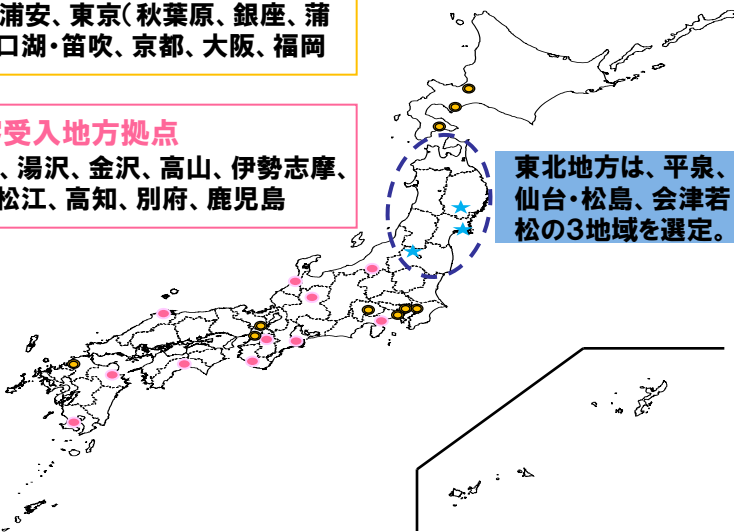 浦安、東京(秋葉原、銀座、蒲
口湖・笛吹、京都、大阪、福岡
受入地方拠点
、湯沢、金沢、高山、伊勢志摩、
松江、高知、別府、鹿児島
東北地方は、平泉、
仙台・松島、会津若
松の3地域を選定。